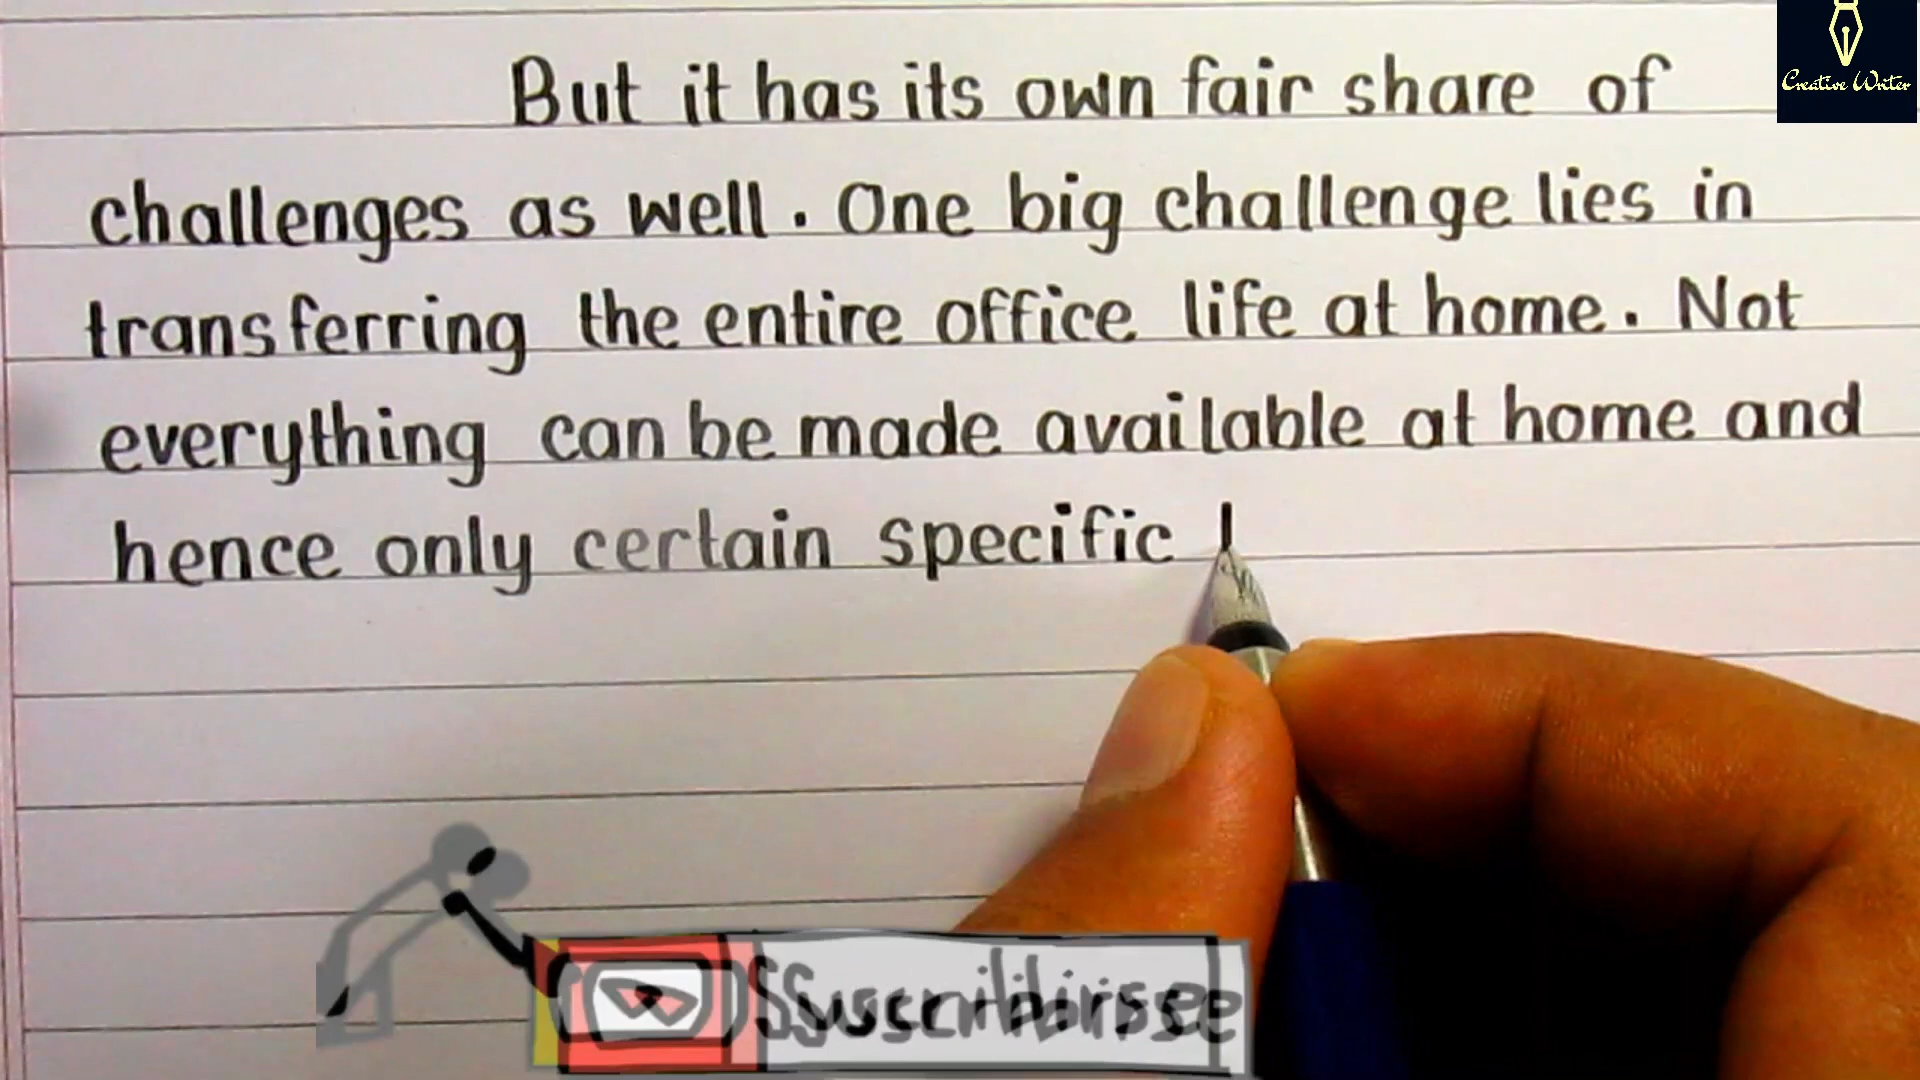 Creative Writer
But it has its own fair share of
challenges as well. One big challenge lies in
transferring the entire office life at home. Not
everything can be made available at home and
hence only certain specific